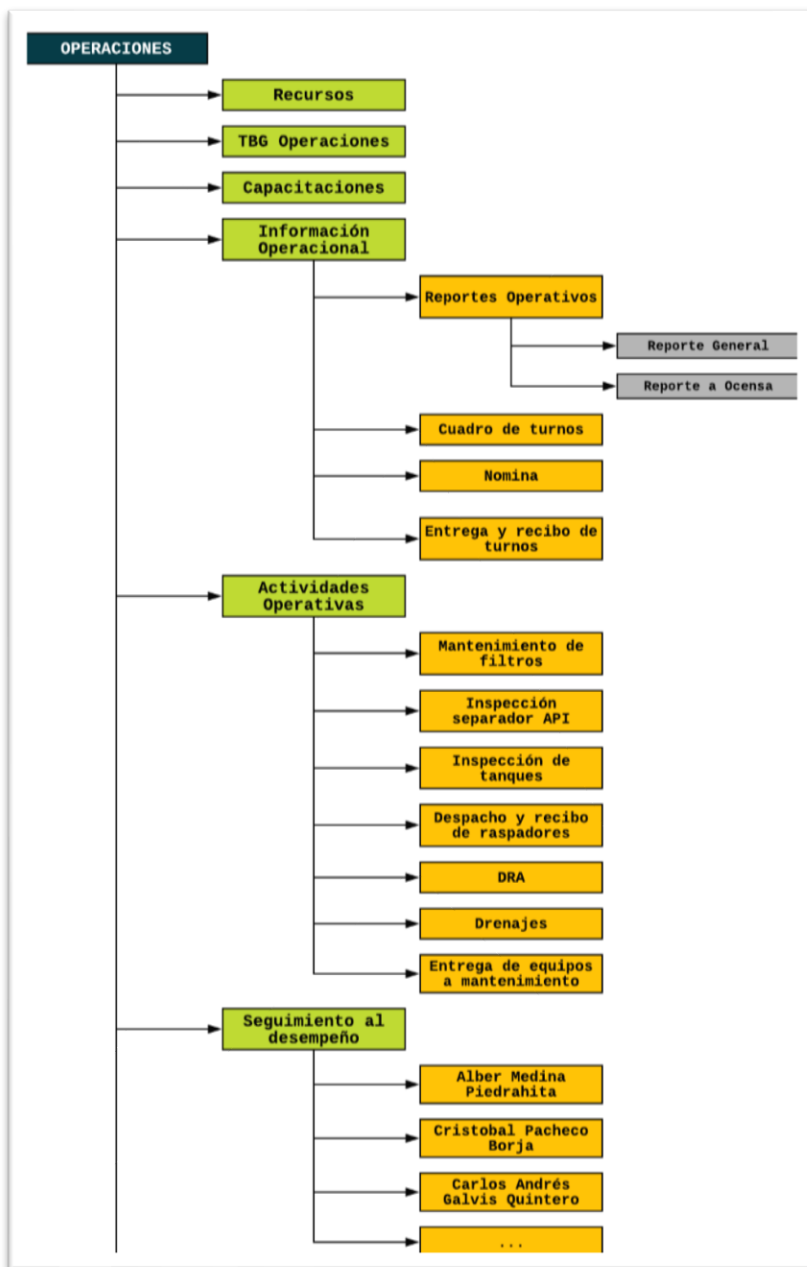 OPERACIONES
Recursos
TBG Operaciones
Capacitaciones
Información
Operacional
Reportes Operativos
Reporte General
Reporte a Ocensa
Cuadro de turnos
Nomina
Entrega y recibo de
turnos
Actividades
Operativas
Mantenimiento de
filtros
Inspección
separador API
Inspección de
tanques
Despacho y recibo
de raspadores
DRA
Drenajes
Entrega de equipos
a mantenimiento
Seguimiento al
desempeño
Alber Medina
Piedrahita
Cristobal Pacheco
Borja
Carlos Andrés
Galvis Quintero
...